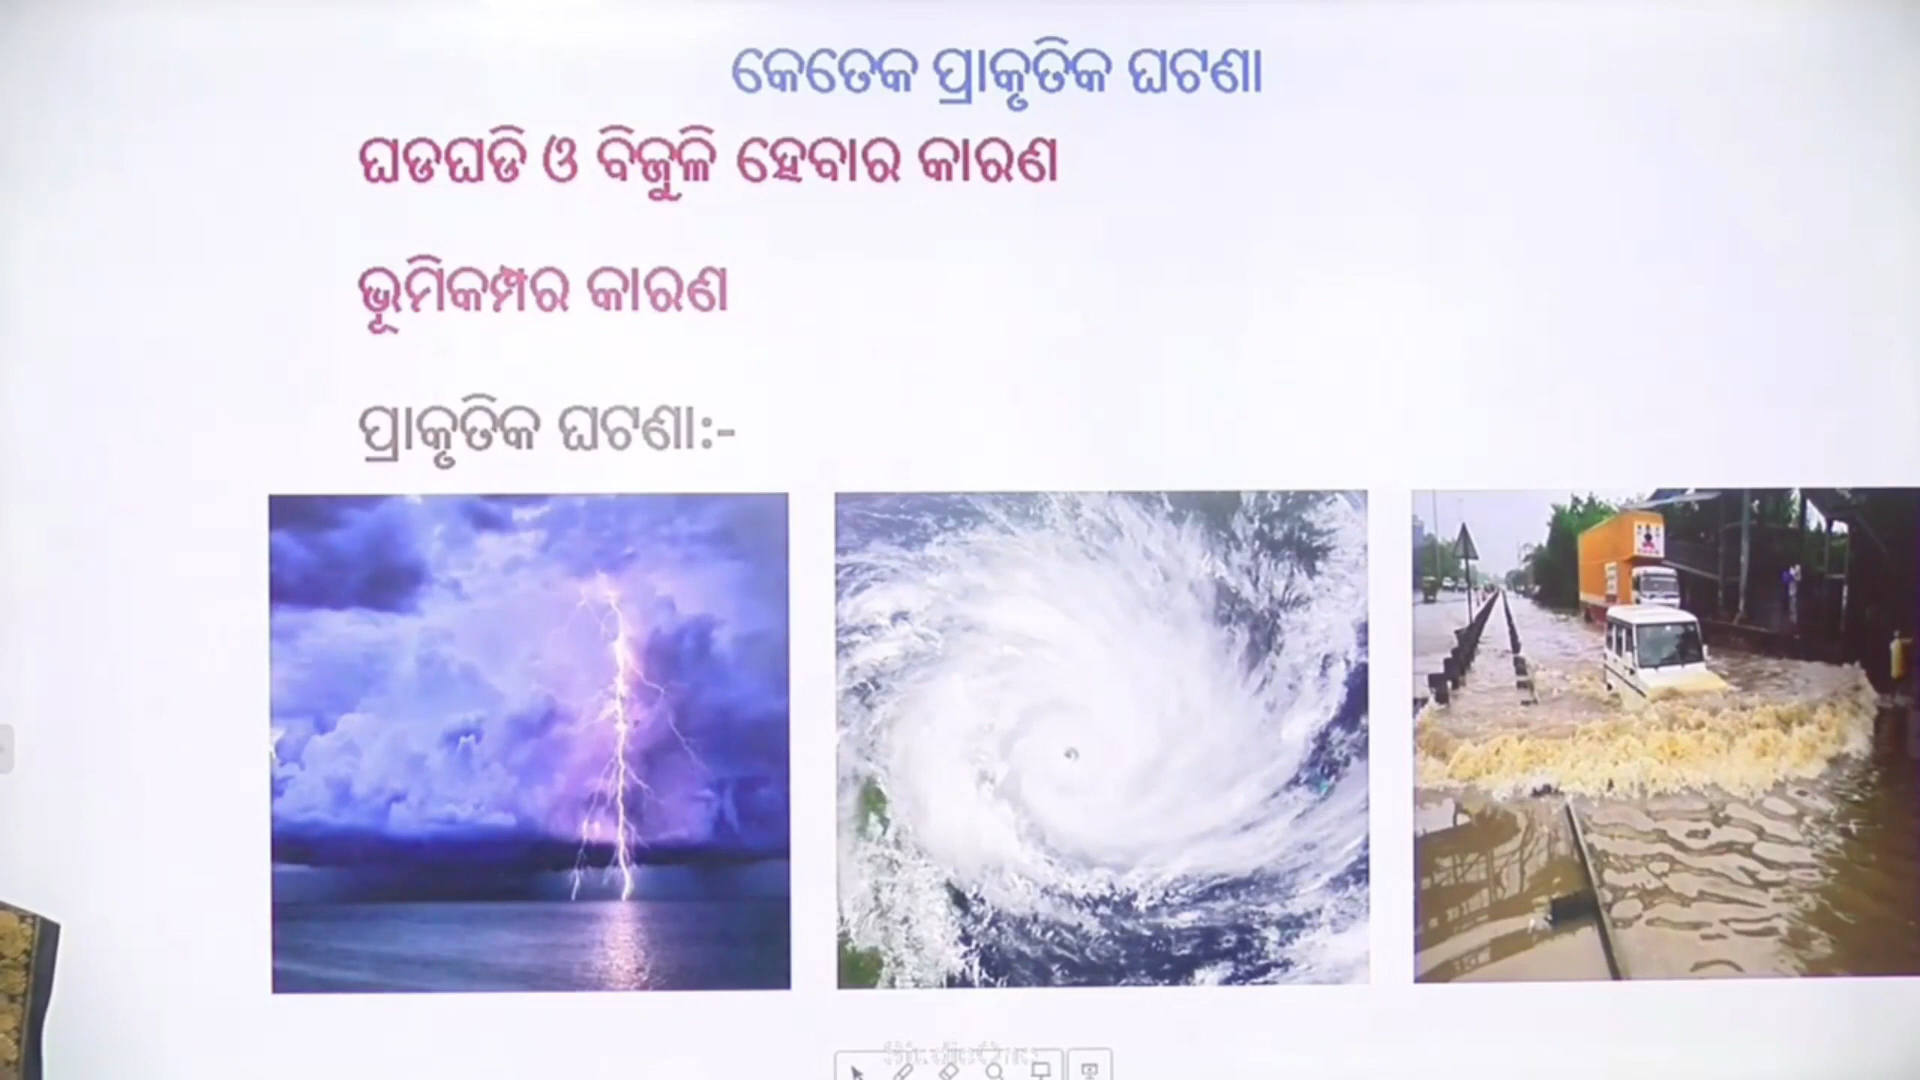 କେତେକ ପ୍ରାକୃତିକ ଘଟଣା
ଘଡଘଡି ଓ ବିଜୁଳି ହେବାର କାରଣ
ଭୂମିକମ୍ପର କାରଣ
ପ୍ରାକୃତିକ ଘଟଣା:-